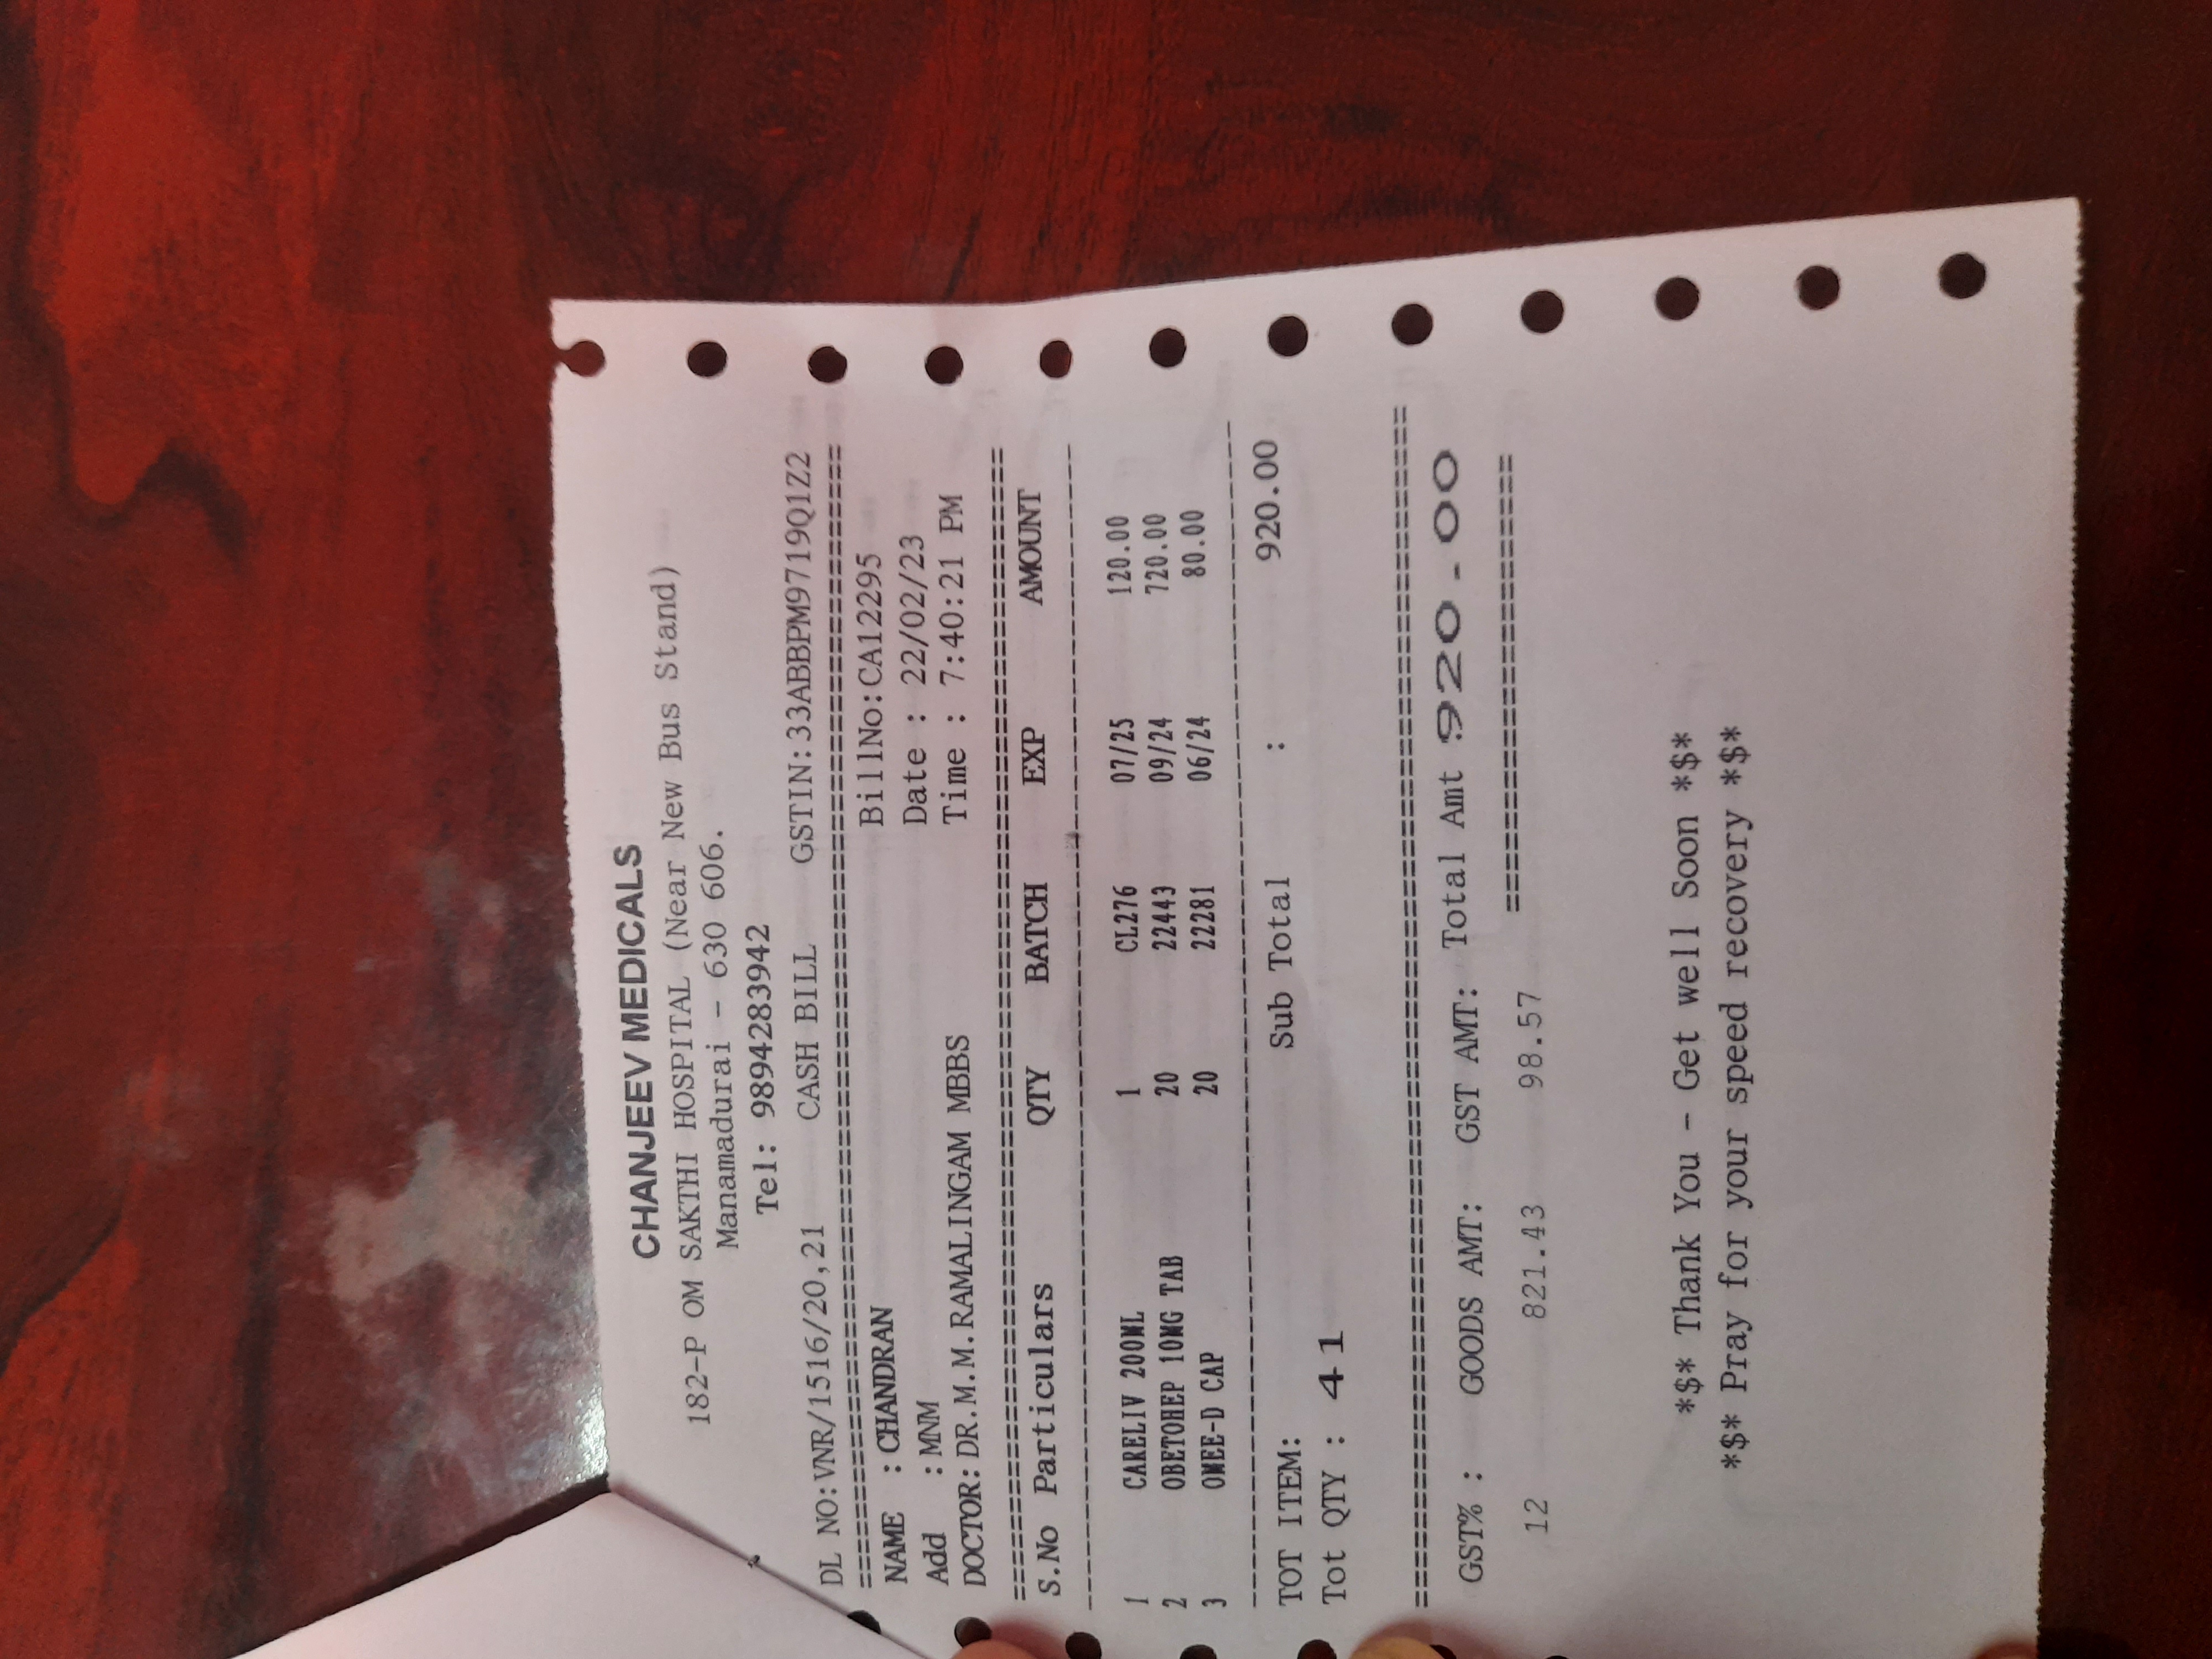 CHANJEEV MEDICALS
182-P OM SAKTHI HOSPITAL (Near New Bus Stand)
Manamadurai - 630 606.
Tel: 9894283942
DL NO:VNR/1516/20,21 CASH BILL GSTIN:33ABBPM9719Q1Z2
==================================================
NAME : CHANDRAN BillNo:CA12295
Add : MNM Date : 22/02/23
DOCTOR: DR.M.M.RAMALINGAM MBBS Time : 7:40:21 PM
==================================================
S.No Particulars QTY BATCH EXP AMOUNT
--------------------------------------------------
1 CARELIV 200ML 1 CL276 07/25 120.00
2 OBETOHEP 10MG TAB 20 22443 09/24 720.00
3 OMEE-D CAP 20 22281 06/24 80.00
--------------------------------------------------
TOT ITEM: Sub Total : 920.00
Tot QTY : 41
==================================================
GST% : GOODS AMT: GST AMT: Total Amt :920.00
====================
12 821.43 98.57
*$* Thank You - Get well Soon *$*
*$* Pray for your speed recovery *$*